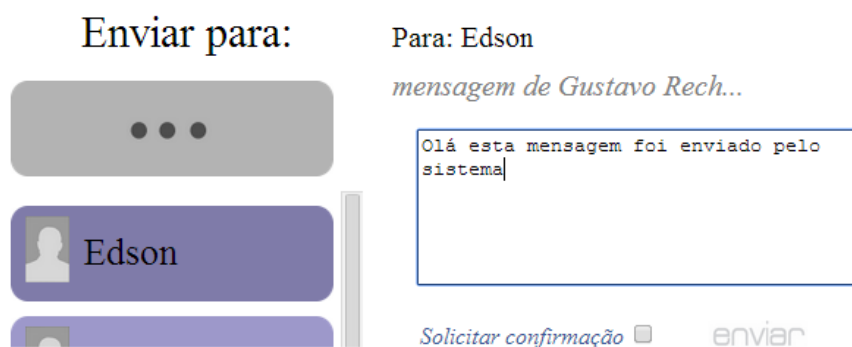 Enviar para:
Edson
Para: Edson
mensagem de Gustavo Rech...
Olá esta mensagem foi enviado pelo
sistema
Solicitar confirmação
enviar